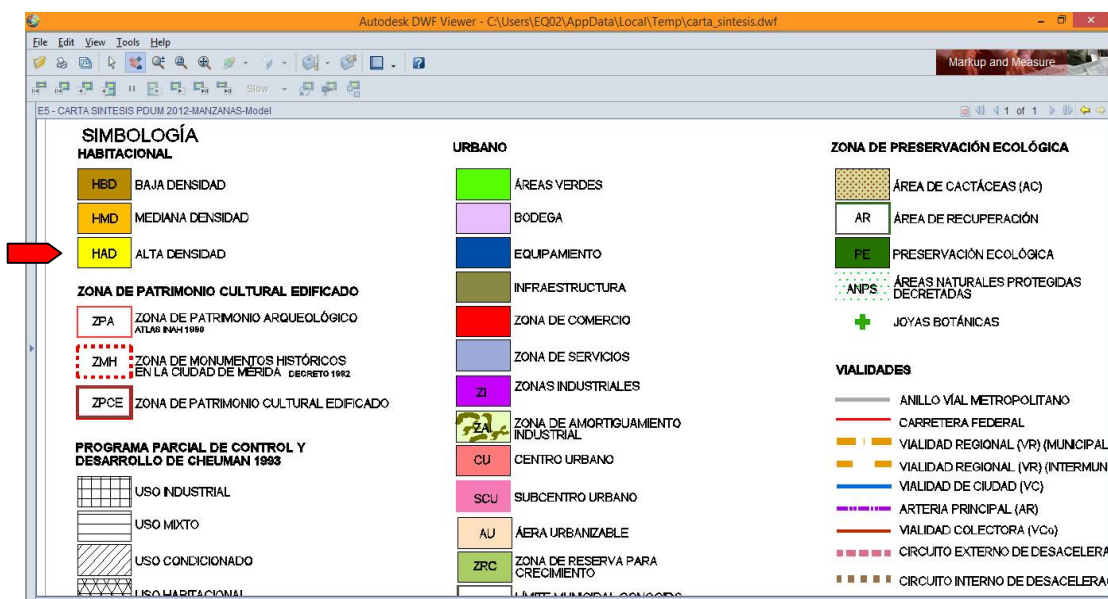 Autodesk DWF Viewer - C:\Users\EQ02\AppData\Local\Temp\carta_sintesis.dwf
File Edit View Tools Help
Markup and Measure
Slow
E5 - CARTA SINTESIS PDUM 2012-MANZANAS-Model
1 of 1
SIMBOLOGÍA
HABITACIONAL
HBD BAJA DENSIDAD
HMD MEDIANA DENSIDAD
HAD ALTA DENSIDAD
ZONA DE PATRIMONIO CULTURAL EDIFICADO
ZPA ZONA DE PATRIMONIO ARQUEOLÓGICO
ATLAS INAH 1980
ZMH ZONA DE MONUMENTOS HISTÓRICOS
EN LA CIUDAD DE MÉRIDA DECRETO 1982
ZPCE ZONA DE PATRIMONIO CULTURAL EDIFICADO
PROGRAMA PARCIAL DE CONTROL Y
DESARROLLO DE CHEUMAN 1993
USO INDUSTRIAL
USO MIXTO
USO CONDICIONADO
USO HABITACIONAL
URBANO
ÁREAS VERDES
BODEGA
EQUIPAMIENTO
INFRAESTRUCTURA
ZONA DE COMERCIO
ZONA DE SERVICIOS
ZI ZONAS INDUSTRIALES
ZAI ZONA DE AMORTIGUAMIENTO
INDUSTRIAL
CU CENTRO URBANO
SCU SUBCENTRO URBANO
AU ÁERA URBANIZABLE
ZRC ZONA DE RESERVA PARA
CRECIMIENTO
LÍMITE MUNICIPAL
ZONA DE PRESERVACIÓN ECOLÓGICA
ÁREA DE CACTÁCEAS (AC)
AR ÁREA DE RECUPERACIÓN
PE PRESERVACIÓN ECOLÓGICA
ANPS ÁREAS NATURALES PROTEGIDAS
DECRETADAS
JOYAS BOTÁNICAS
VIALIDADES
ANILLO VÍAL METROPOLITANO
CARRETERA FEDERAL
VIALIDAD REGIONAL (VR) (MUNICIPAL
VIALIDAD REGIONAL (VR) (INTERMUN
VIALIDAD DE CIUDAD (VC)
ARTERIA PRINCIPAL (AR)
VIALIDAD COLECTORA (VCo)
CIRCUITO EXTERNO DE DESACELERA
CIRCUITO INTERNO DE DESACELERA